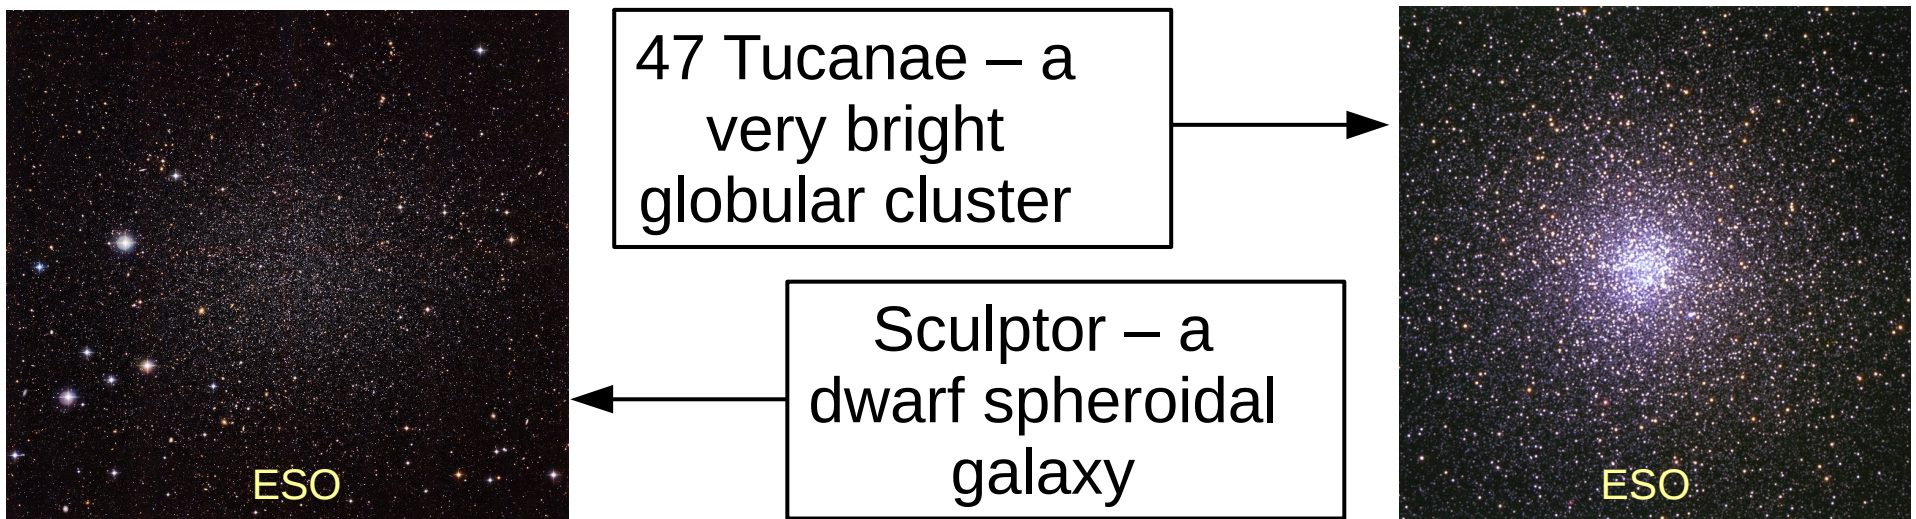 47 Tucanae – a
very bright
globular cluster
Sculptor – a
dwarf spheroidal
galaxy
ESO
ESO